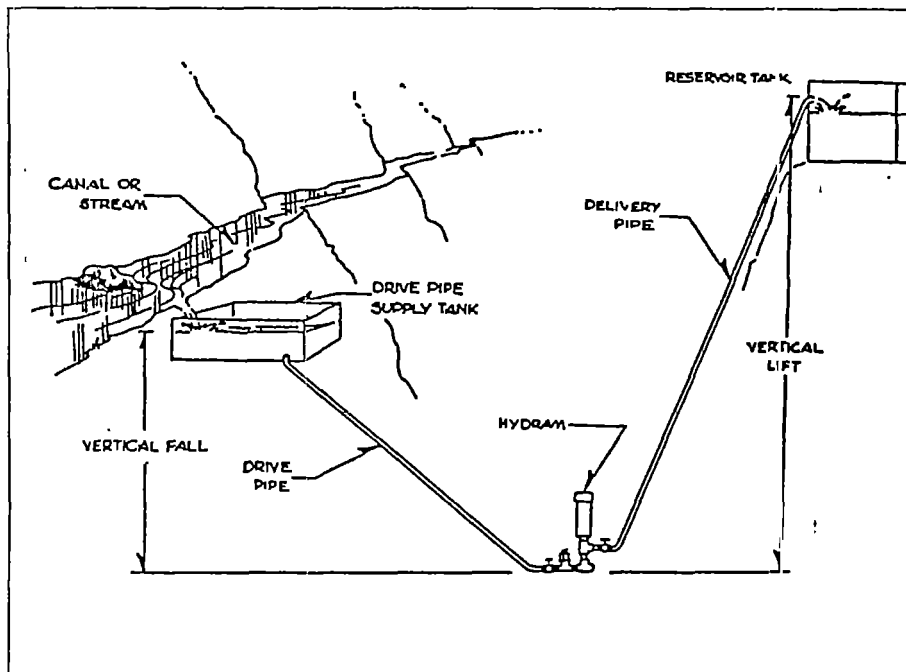 RESERVOIR TANK
CANAL OR
STREAM
DELIVERY
PIPE
DRIVE PIPE
SUPPLY TANK
VERTICAL
LIFT
HYDRAM
VERTICAL FALL
DRIVE
PIPE